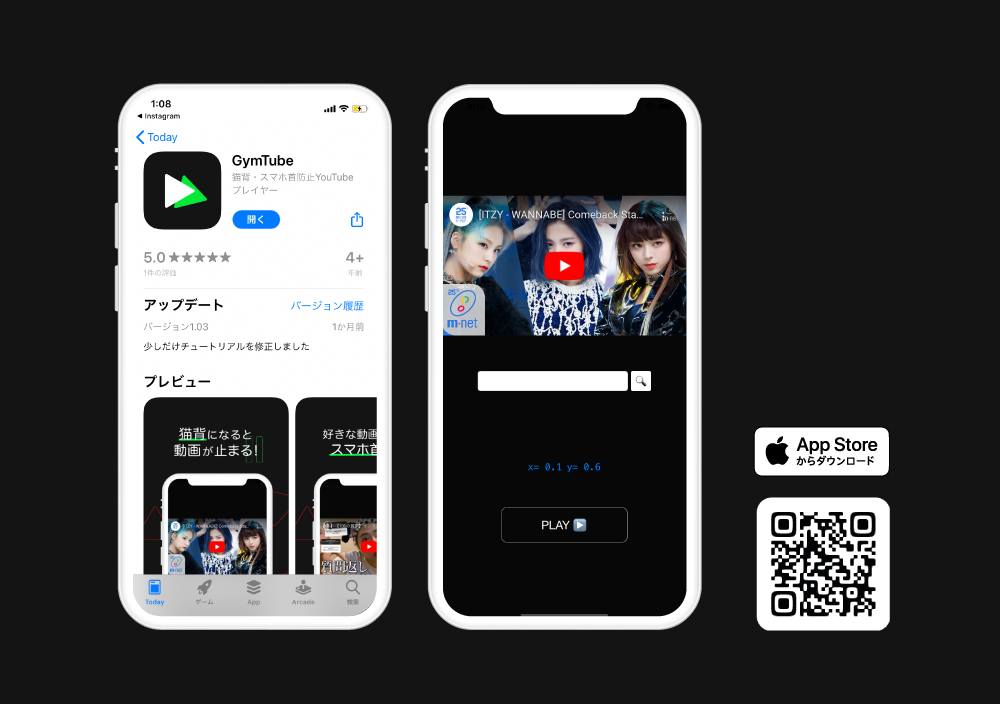 1:08
◀ Instagram
Today
GymTube
猫背・スマホ首防止YouTube
プレイヤー
開く
5.0 ★★★★★
4+
1件の評価
年齢
アップデート
バージョン履歴
バージョン1.03
1か月前
少しだけチュートリアルを修正しました
プレビュー
猫背になると
動画が止まる!
好きな動画
スマホ首
質問返し
Today
ゲーム
App
Arcade
検索
[ITZY - WANNABE] Comeback Sta...
25
m-net
x= 0.1 y= 0.6
PLAY ▶
App Store
からダウンロード